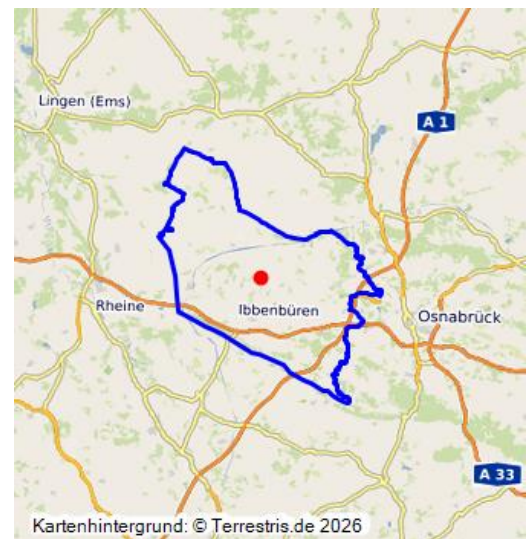 Lingen (Ems)
A 1
Rheine
Ibbenbüren
Osnabrück
A 33
Kartenhintergrund: © Terrestris.de 2026